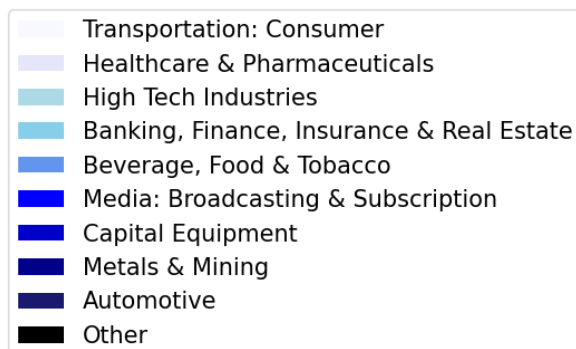 Transportation: Consumer
Healthcare & Pharmaceuticals
High Tech Industries
Banking, Finance, Insurance & Real Estate
Beverage, Food & Tobacco
Media: Broadcasting & Subscription
Capital Equipment
Metals & Mining
Automotive
Other